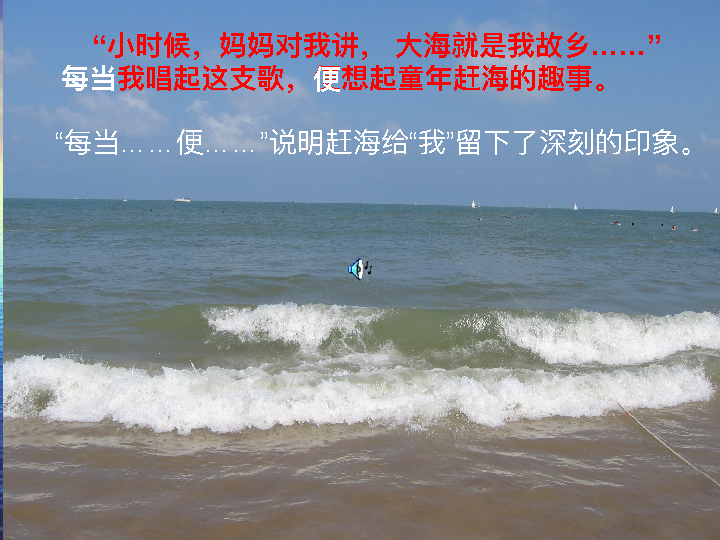 “小时候，妈妈对我讲， 大海就是我故乡……”
每当我唱起这支歌，便想起童年赶海的趣事。
“每当……便……”说明赶海给“我”留下了深刻的印象。